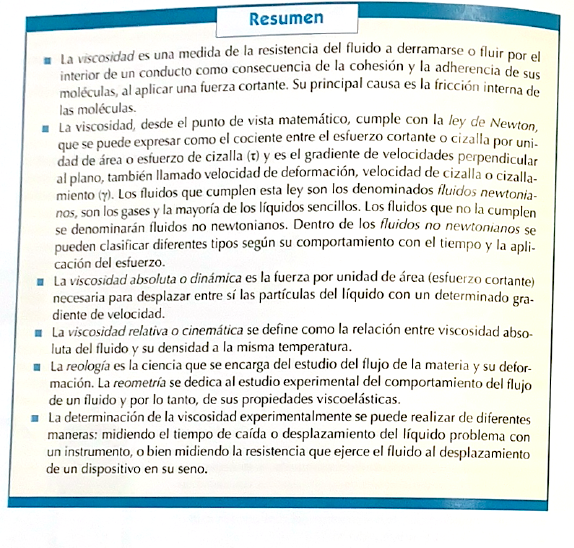 Resumen
■ La viscosidad es una medida de la resistencia del fluido a derramarse o fluir por el
interior de un conducto como consecuencia de la cohesión y la adherencia de sus
moléculas, al aplicar una fuerza cortante. Su principal causa es la fricción interna de
las moléculas.
■ La viscosidad, desde el punto de vista matemático, cumple con la ley de Newton,
que se puede expresar como el cociente entre el esfuerzo cortante o cizalla por uni-
dad de área o esfuerzo de cizalla (τ) y es el gradiente de velocidades perpendicular
al plano, también llamado velocidad de deformación, velocidad de cizalla o cizalla-
miento (γ). Los fluidos que cumplen esta ley son los denominados fluidos newtonia-
nos, son los gases y la mayoría de los líquidos sencillos. Los fluidos que no la cumplen
se denominarán fluidos no newtonianos. Dentro de los fluidos no newtonianos se
pueden clasificar diferentes tipos según su comportamiento con el tiempo y la apli-
cación del esfuerzo.
■ La viscosidad absoluta o dinámica es la fuerza por unidad de área (esfuerzo cortante)
necesaria para desplazar entre sí las partículas del líquido con un determinado gra-
diente de velocidad.
■ La viscosidad relativa o cinemática se define como la relación entre viscosidad abso-
luta del fluido y su densidad a la misma temperatura.
■ La reología es la ciencia que se encarga del estudio del flujo de la materia y su defor-
mación. La reometría se dedica al estudio experimental del comportamiento del flujo
de un fluido y por lo tanto, de sus propiedades viscoelásticas.
■ La determinación de la viscosidad experimentalmente se puede realizar de diferentes
maneras: midiendo el tiempo de caída o desplazamiento del líquido problema con
un instrumento, o bien midiendo la resistencia que ejerce el fluido al desplazamiento
de un dispositivo en su seno.